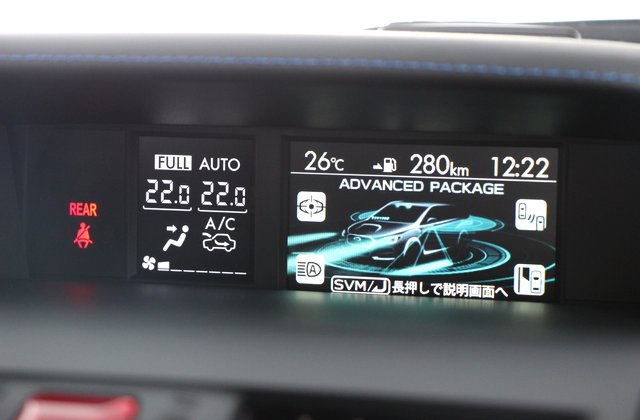 REAR
FULL AUTO
22.0 22.0
A/C
26℃ 280km 12:22
ADVANCED PACKAGE
A
SVM/ 長押しで説明画面へ